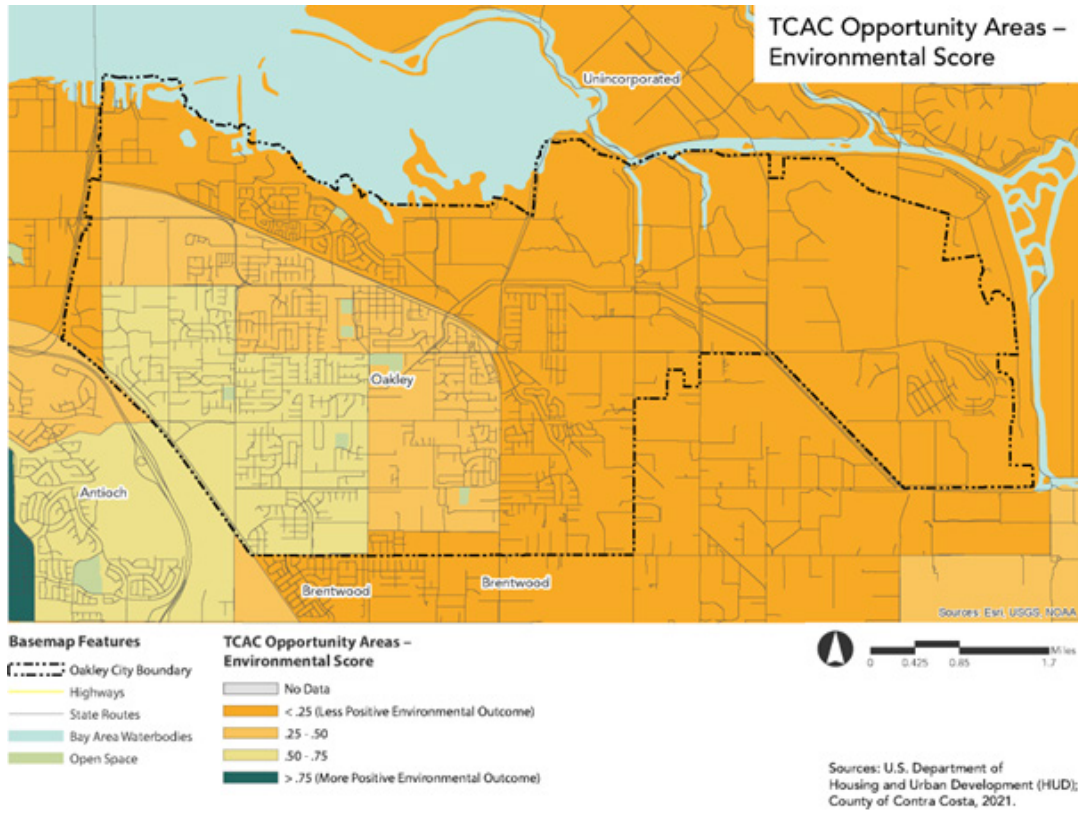 TCAC Opportunity Areas –
Environmental Score
Unincorporated
Oakley
Antioch
Brentwood
Brentwood
Sources: Esri, USGS, NOAA
Basemap Features
Oakley City Boundary
Highways
State Routes
Bay Area Waterbodies
Open Space
TCAC Opportunity Areas –
Environmental Score
No Data
< .25 (Less Positive Environmental Outcome)
.25 - .50
.50 - .75
> .75 (More Positive Environmental Outcome)
Miles
0 0.425 0.85 1.7
Sources: U.S. Department of
Housing and Urban Development (HUD);
County of Contra Costa, 2021.